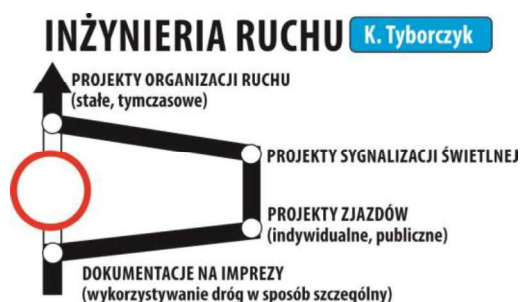 INŻYNIERIA RUCHU K. Tyborczyk
PROJEKTY ORGANIZACJI RUCHU
(stałe, tymczasowe)
PROJEKTY SYGNALIZACJI ŚWIETLNEJ
PROJEKTY ZJAZDÓW
(indywidualne, publiczne)
DOKUMENTACJE NA IMPREZY
(wykorzystywanie dróg w sposób szczególny)